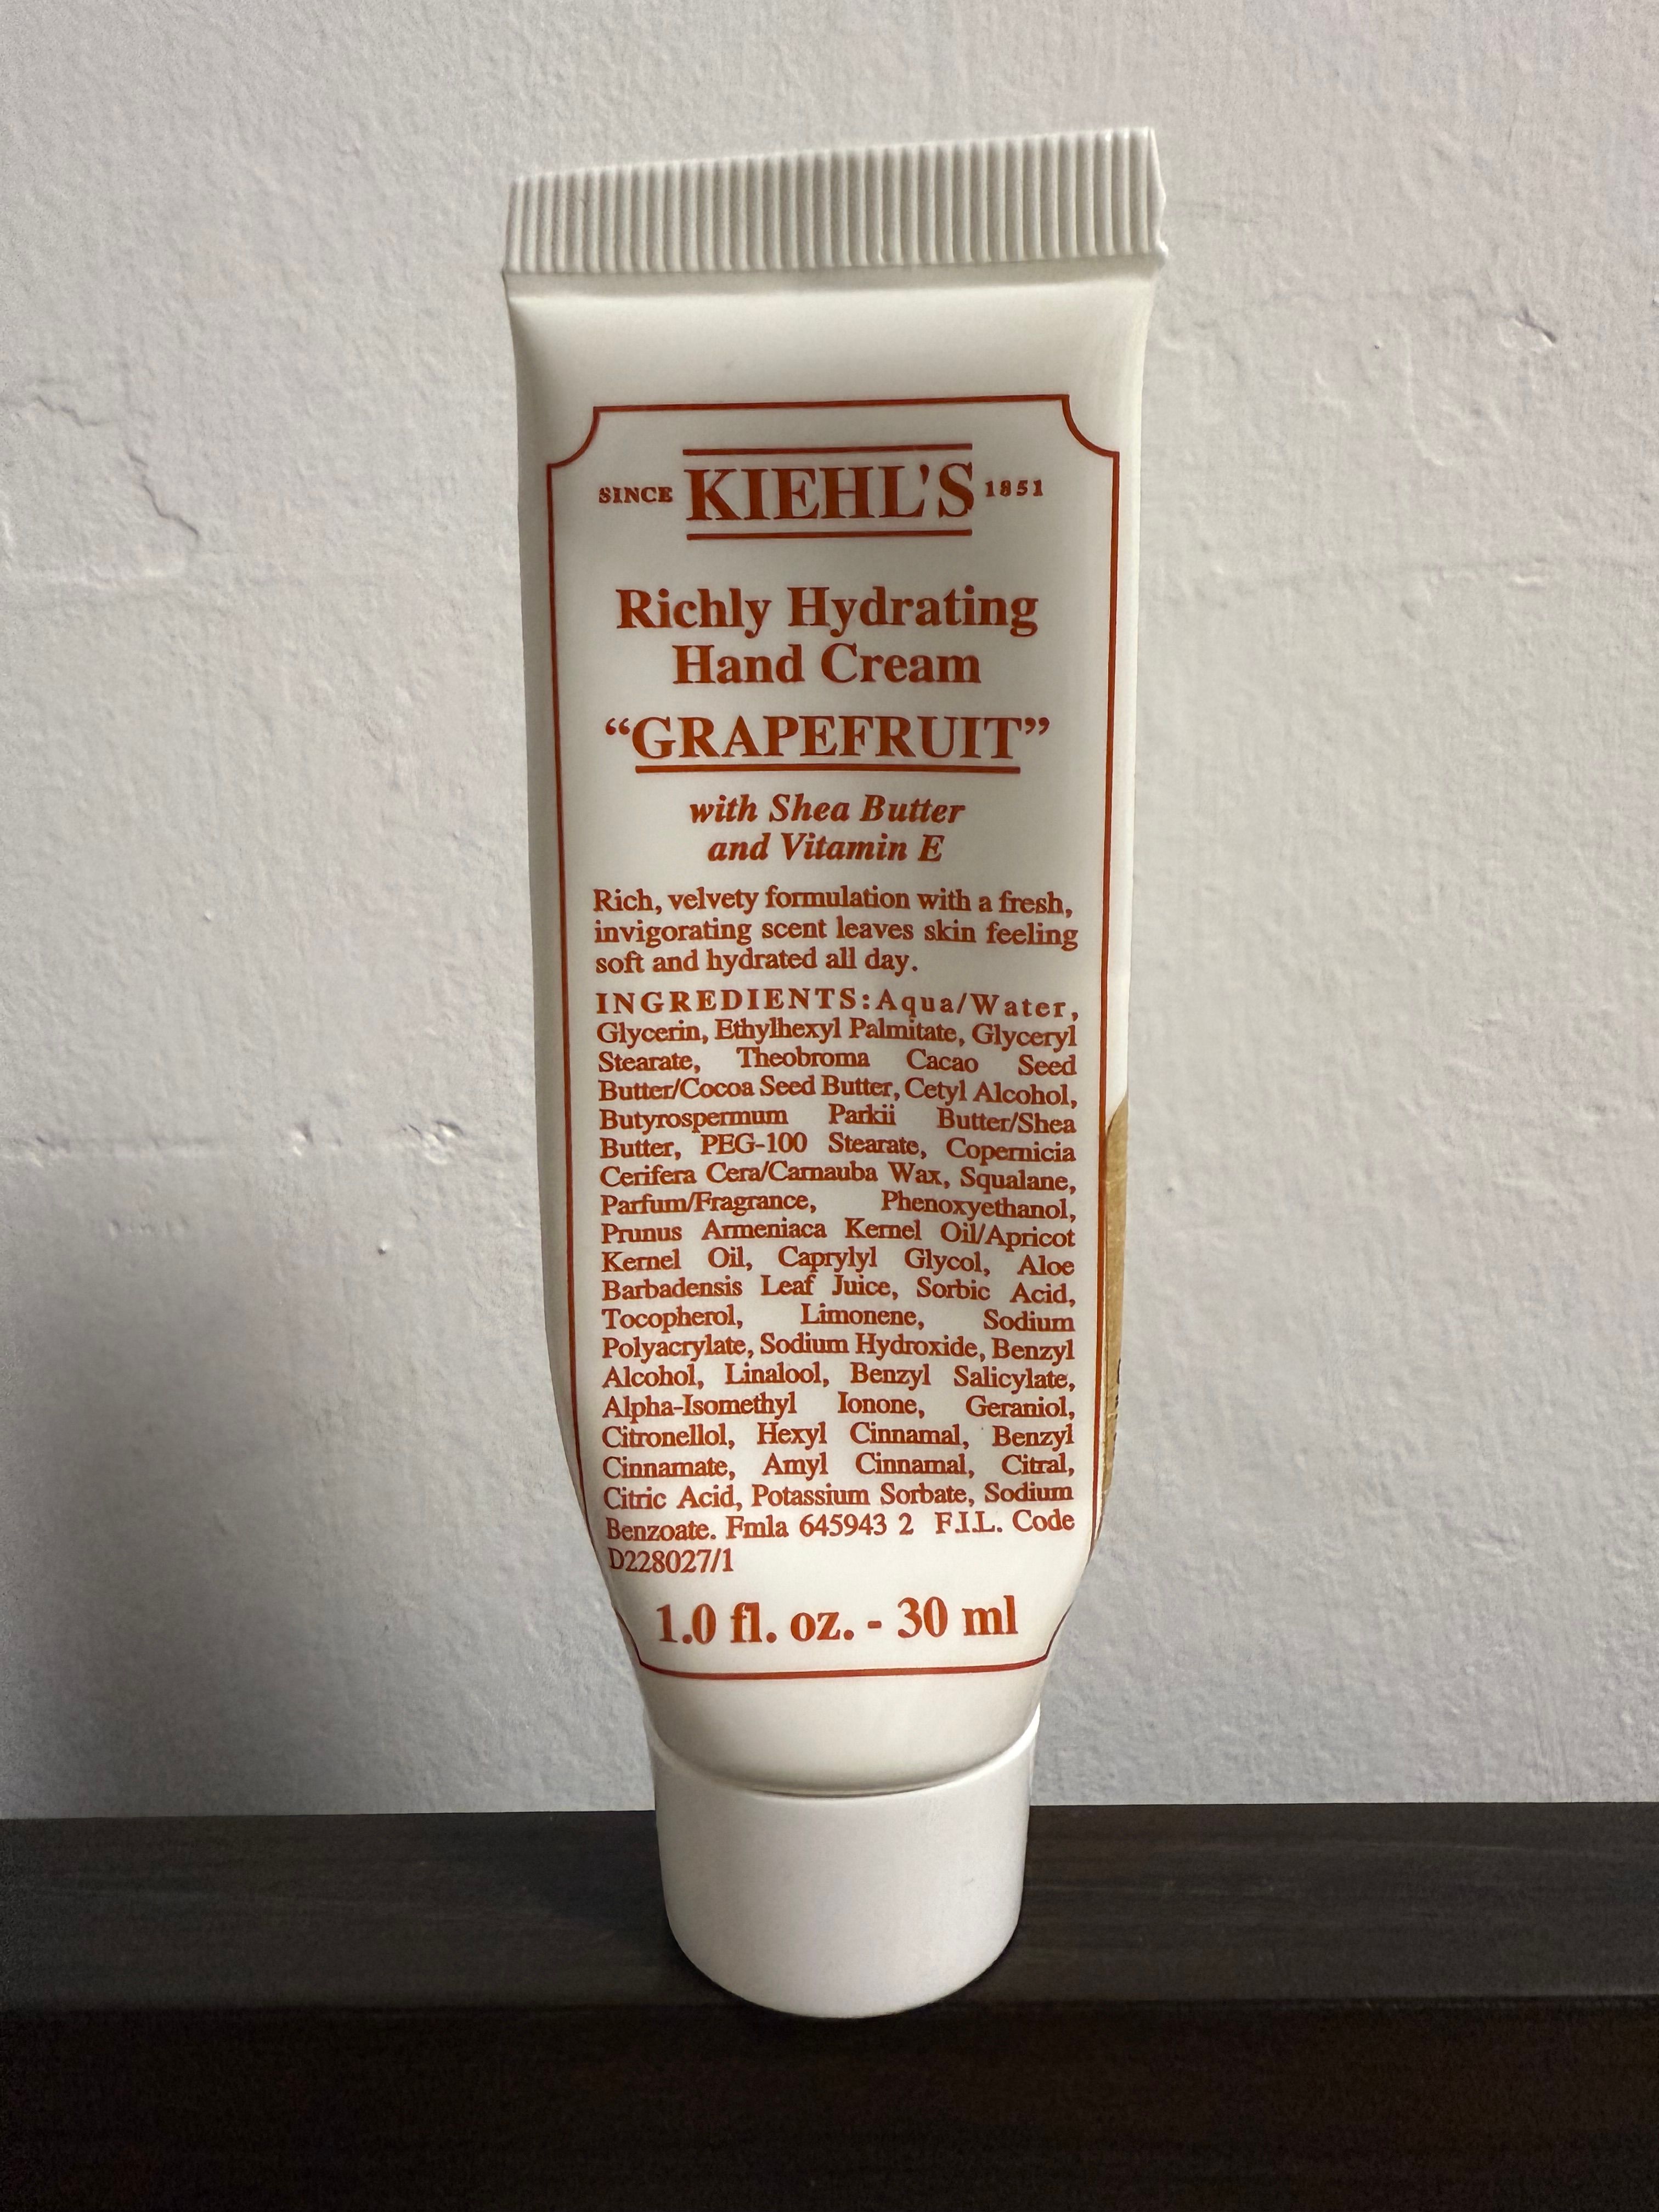 SINCE KIEHL'S 1851
Richly Hydrating
Hand Cream
“GRAPEFRUIT”
with Shea Butter
and Vitamin E
Rich, velvety formulation with a fresh,
invigorating scent leaves skin feeling
soft and hydrated all day.
INGREDIENTS: Aqua/Water,
Glycerin, Ethylhexyl Palmitate, Glyceryl
Stearate, Theobroma Cacao Seed
Butter/Cocoa Seed Butter, Cetyl Alcohol,
Butyrospermum Parkii Butter/Shea
Butter, PEG-100 Stearate, Copernicia
Cerifera Cera/Carnauba Wax, Squalane,
Parfum/Fragrance, Phenoxyethanol,
Prunus Armeniaca Kernel Oil/Apricot
Kernel Oil, Caprylyl Glycol, Aloe
Barbadensis Leaf Juice, Sorbic Acid,
Tocopherol, Limonene, Sodium
Polyacrylate, Sodium Hydroxide, Benzyl
Alcohol, Linalool, Benzyl Salicylate,
Alpha-Isomethyl Ionone, Geraniol,
Citronellol, Hexyl Cinnamal, Benzyl
Cinnamate, Amyl Cinnamal, Citral,
Citric Acid, Potassium Sorbate, Sodium
Benzoate. Fmla 645943 2 F.I.L. Code
D228027/1
1.0 fl. oz. - 30 ml